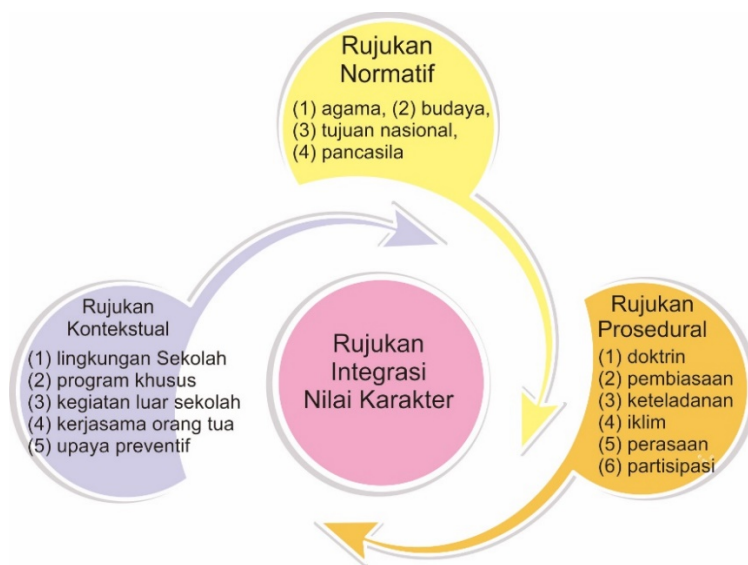 Rujukan
Normatif
(1) agama, (2) budaya,
(3) tujuan nasional,
(4) pancasila
Rujukan
Kontekstual
(1) lingkungan Sekolah
(2) program khusus
(3) kegiatan luar sekolah
(4) kerjasama orang tua
(5) upaya preventif
Rujukan
Integrasi
Nilai Karakter
Rujukan
Prosedural
(1) doktrin
(2) pembiasaan
(3) keteladanan
(4) iklim
(5) perasaan
(6) partisipasi